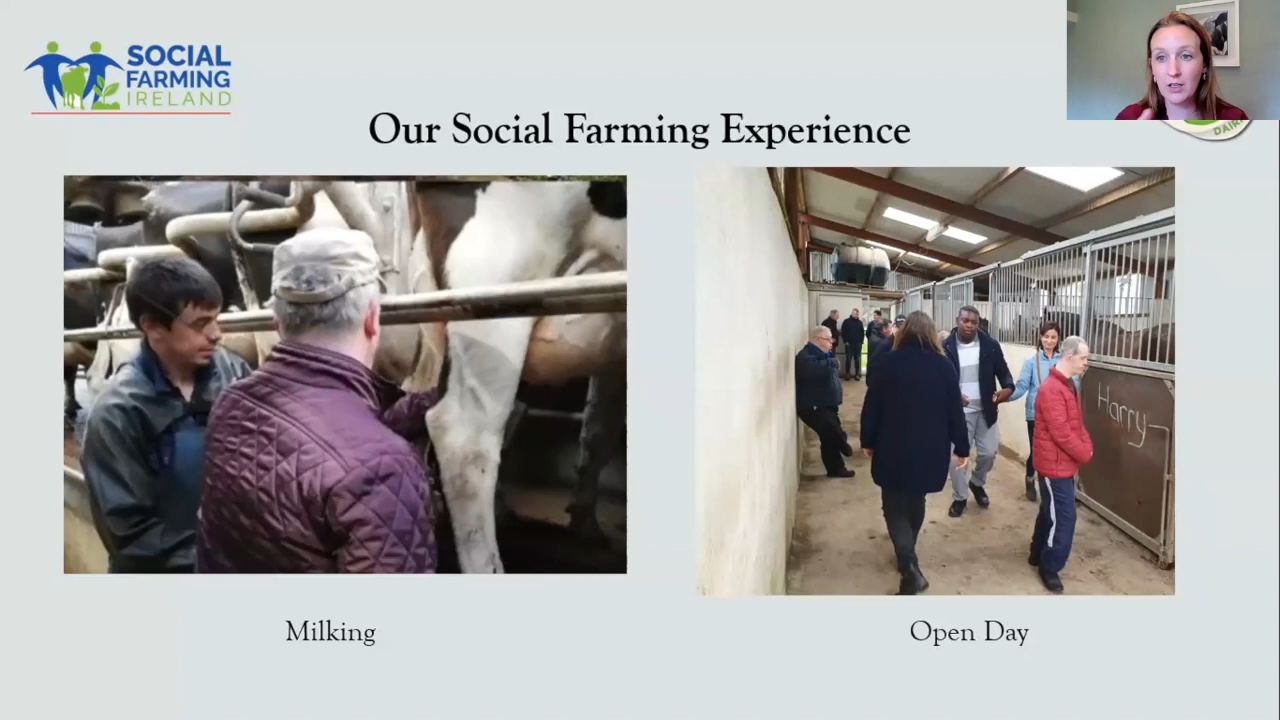 SOCIAL
FARMING
IRELAND
Our Social Farming Experience
Harry
Milking
Open Day